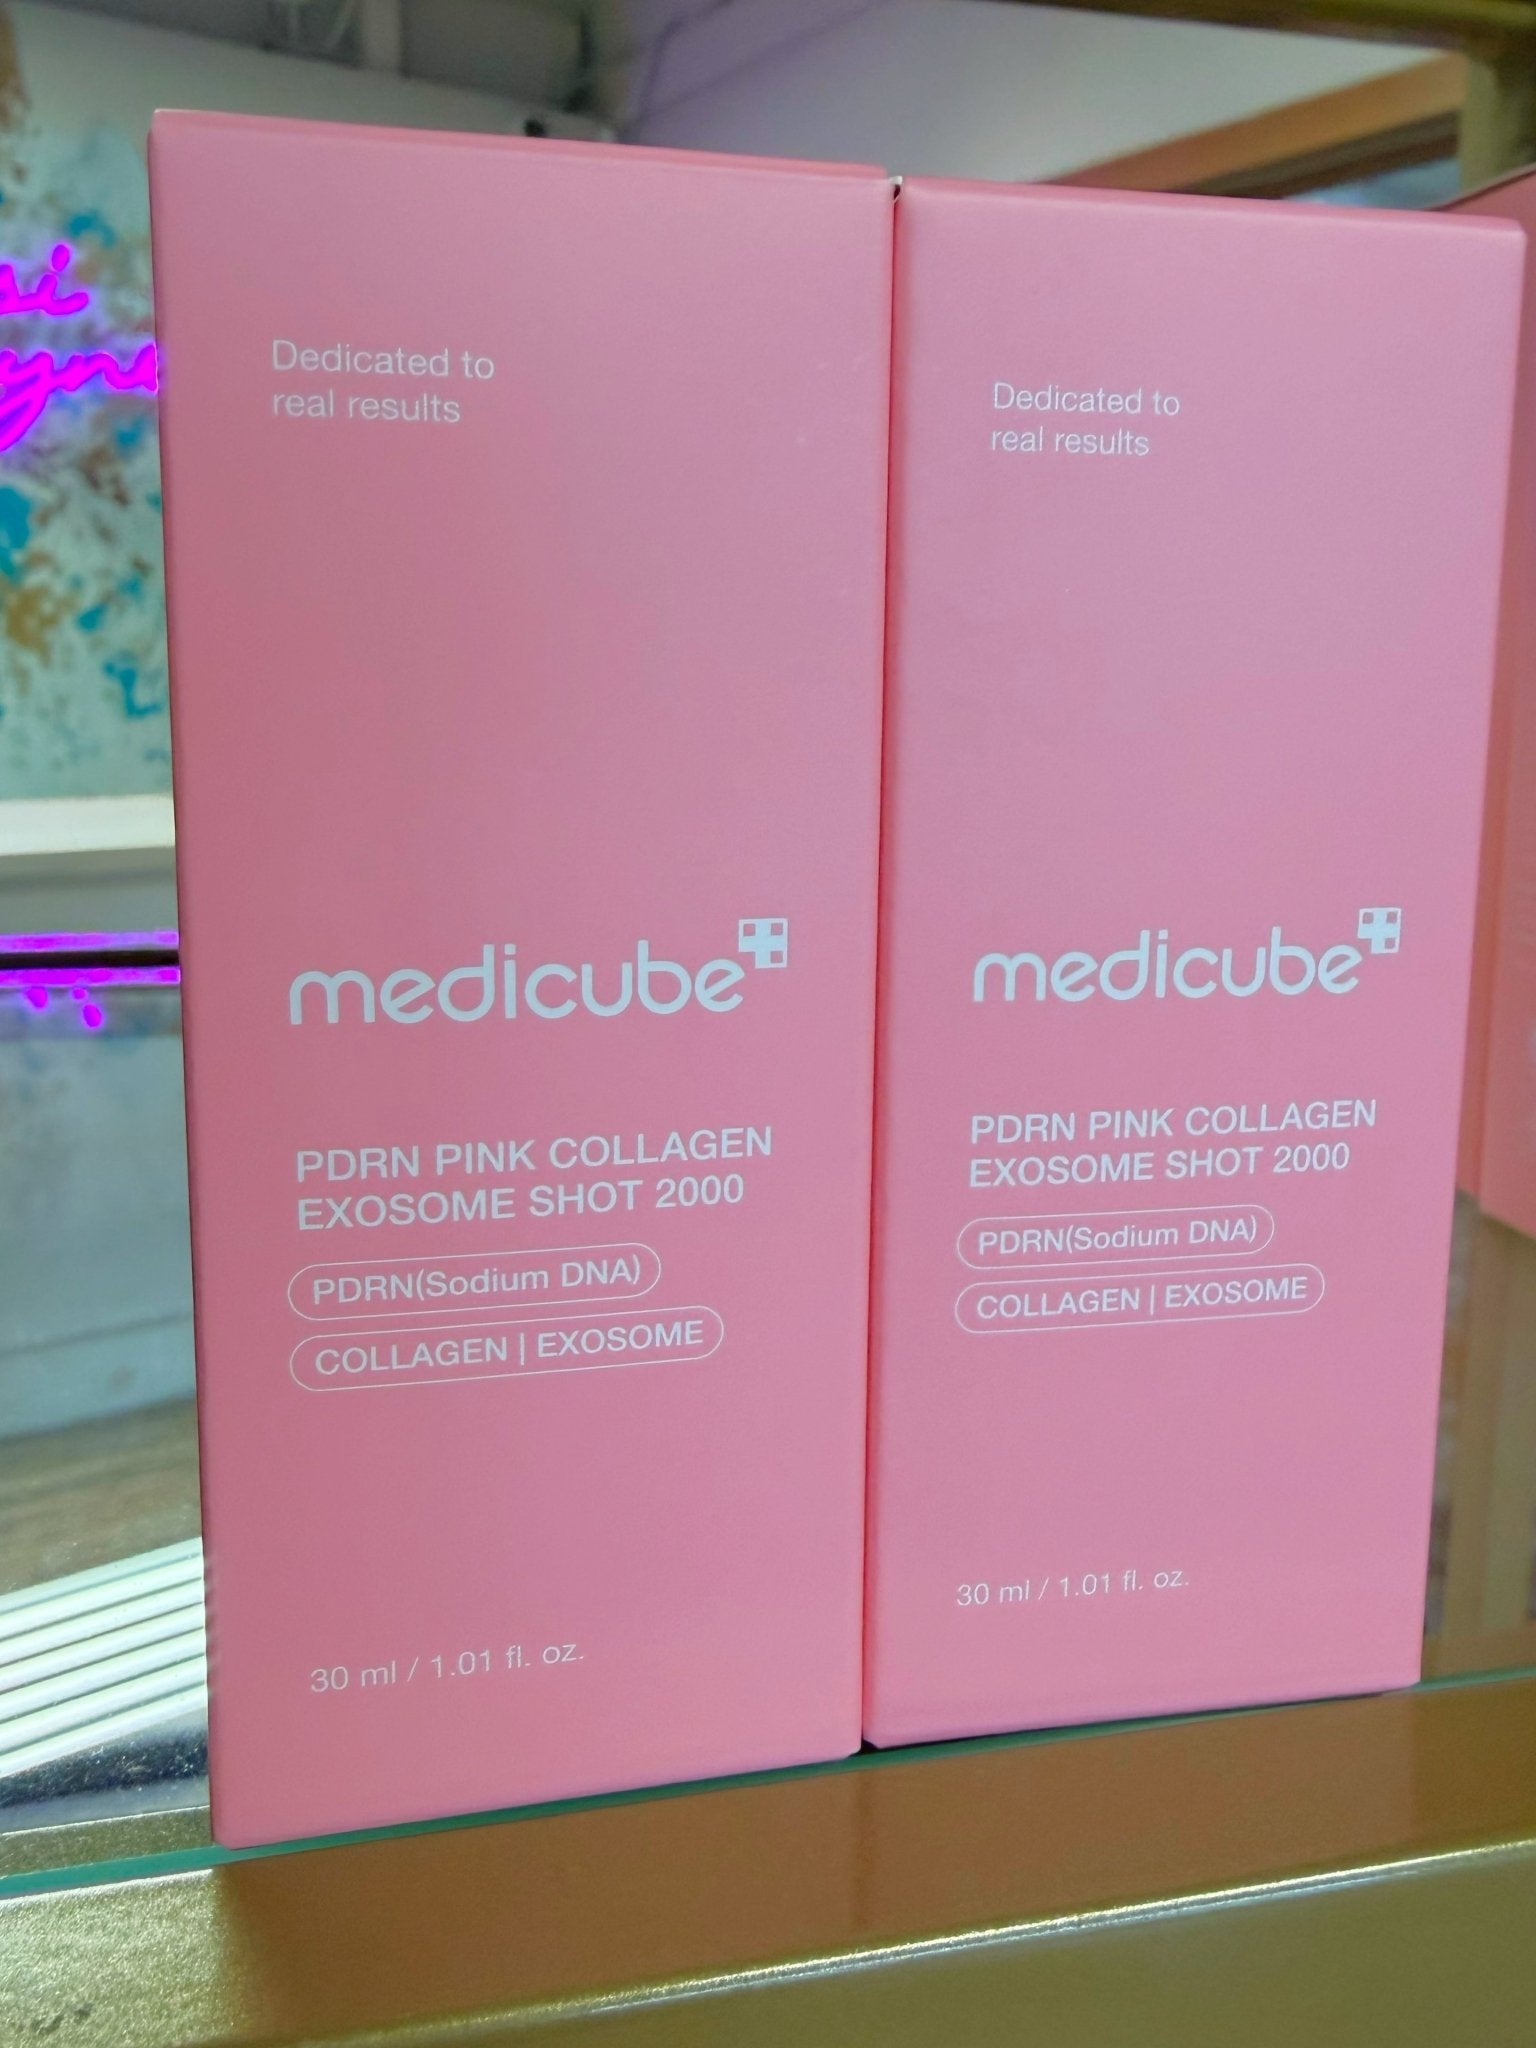 Dedicated to
real results
medicube
PDRN PINK COLLAGEN
EXOSOME SHOT 2000
PDRN(Sodium DNA)
COLLAGEN | EXOSOME
30 ml / 1.01 fl. oz.
Dedicated to
real results
medicube
PDRN PINK COLLAGEN
EXOSOME SHOT 2000
PDRN(Sodium DNA)
COLLAGEN | EXOSOME
30 ml / 1.01 fl. oz.